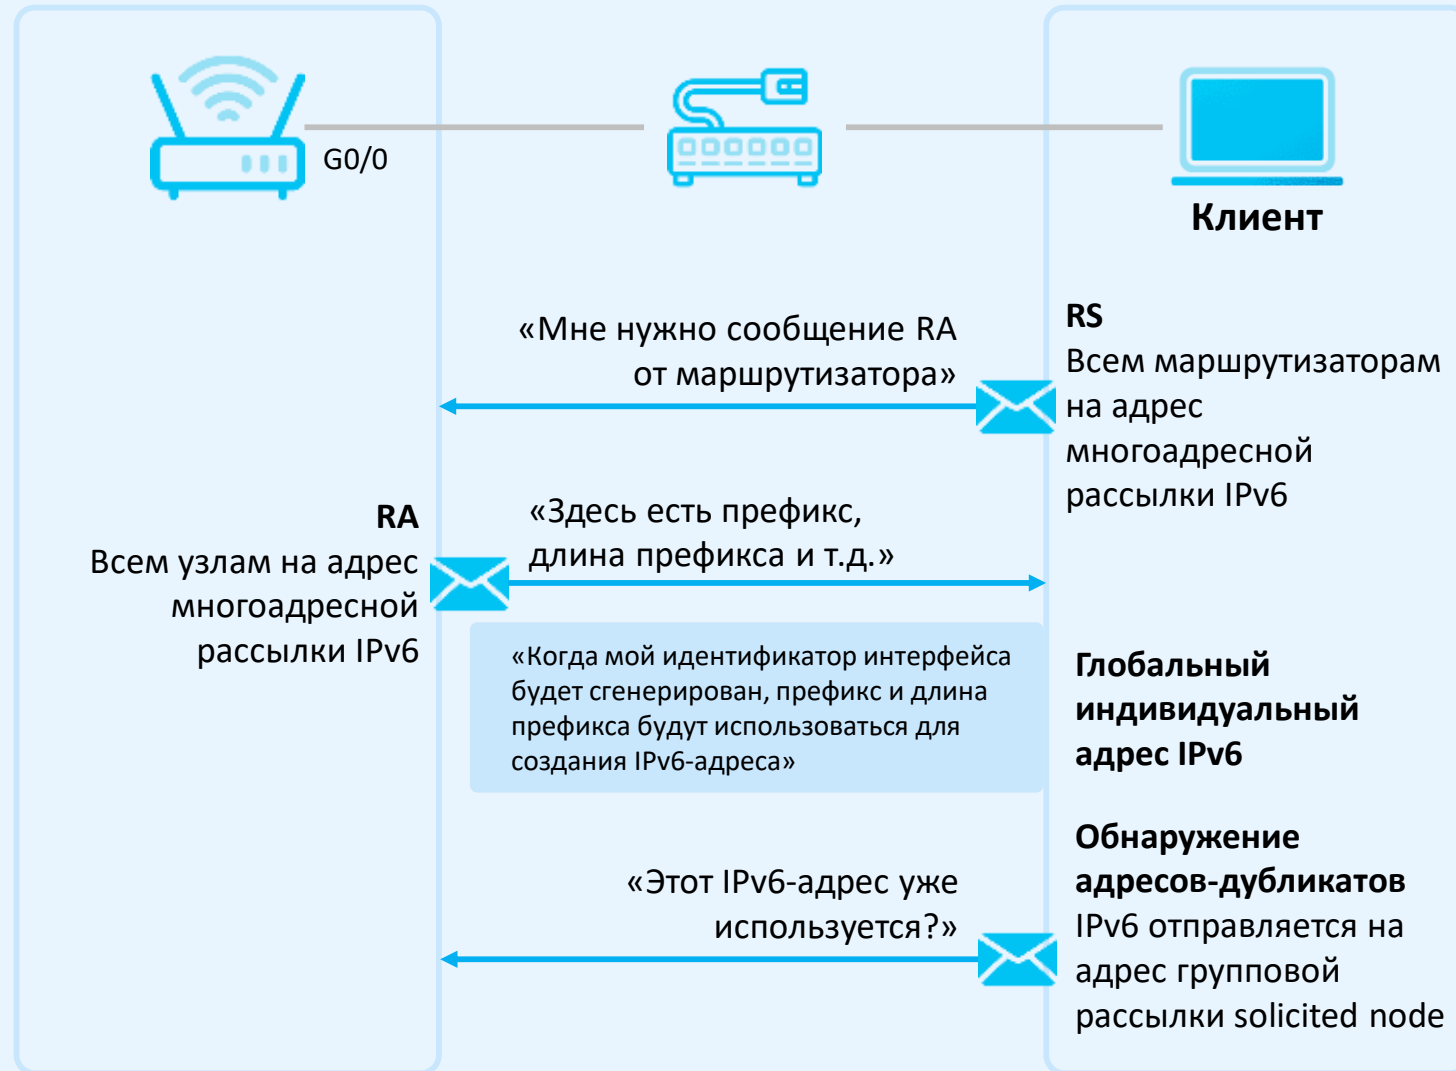 G0/0
Клиент
«Мне нужно сообщение RA
от маршрутизатора»
RS
Всем маршрутизаторам
на адрес
многоадресной
рассылки IPv6
RA
Всем узлам на адрес
многоадресной
рассылки IPv6
«Здесь есть префикс,
длина префикса и т.д.»
«Когда мой идентификатор интерфейса
будет сгенерирован, префикс и длина
префикса будут использоваться для
создания IPv6-адреса»
Глобальный
индивидуальный
адрес IPv6
«Этот IPv6-адрес уже
используется?»
Обнаружение
адресов-дубликатов
IPv6 отправляется на
адрес групповой
рассылки solicited node